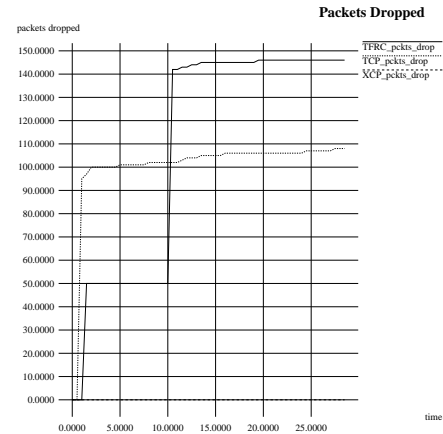 Packets Dropped
packets dropped
TFRC_pckts_drop
TCP_pckts_drop
XCP_pckts_drop
150.0000
140.0000
130.0000
120.0000
110.0000
100.0000
90.0000
80.0000
70.0000
60.0000
50.0000
40.0000
30.0000
20.0000
10.0000
0.0000
time
0.0000 5.0000 10.0000 15.0000 20.0000 25.0000